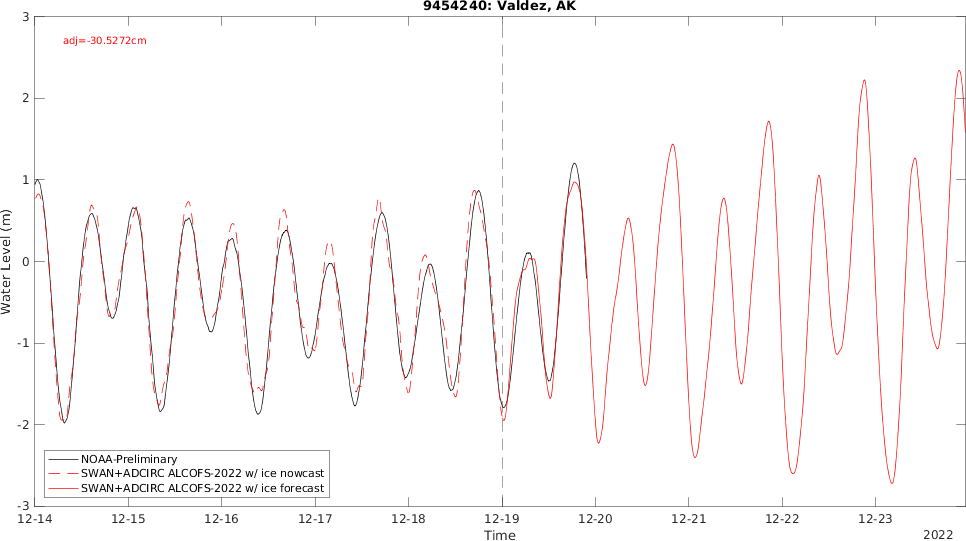 9454240: Valdez, AK
adj=-30.5272cm
3
2
1
0
-1
-2
-3
Water Level (m)
NOAA-Preliminary
SWAN+ADCIRC ALCOFS-2022 w/ ice nowcast
SWAN+ADCIRC ALCOFS-2022 w/ ice forecast
12-14 12-15 12-16 12-17 12-18 12-19 12-20 12-21 12-22 12-23
Time
2022